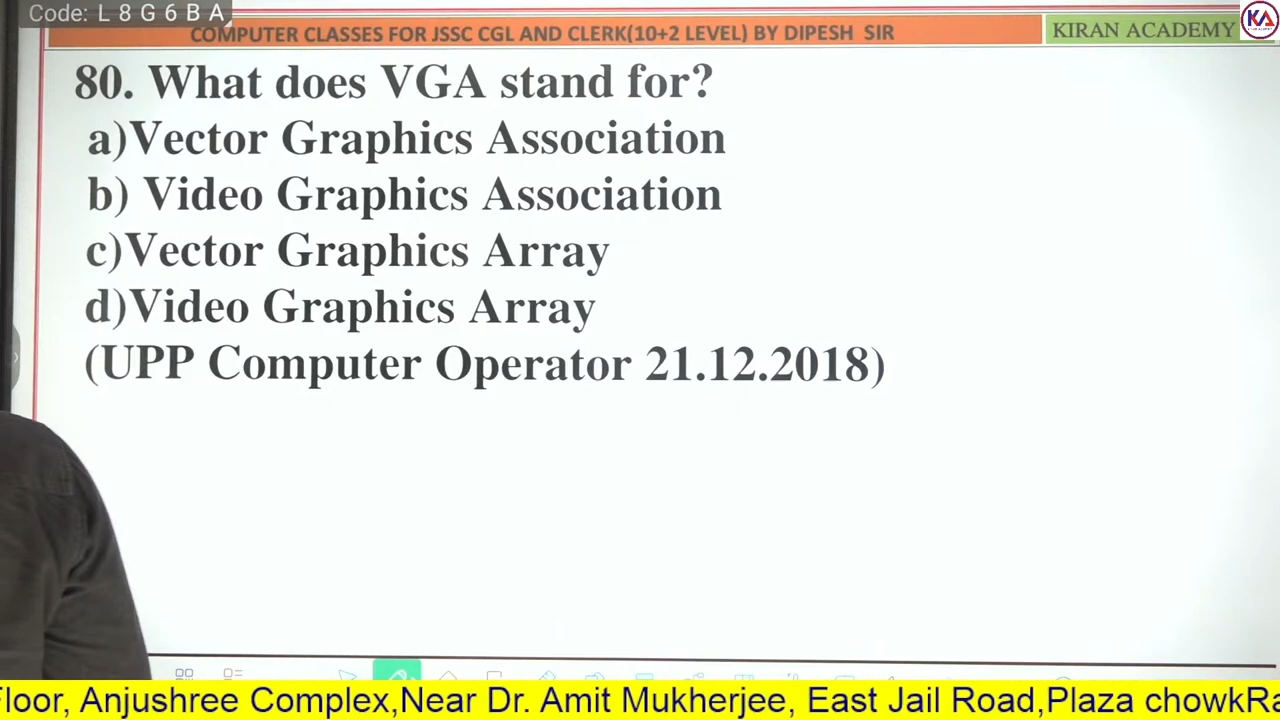 Code: L 8 G 6 B A
COMPUTER CLASSES FOR JSSC CGL AND CLERK(10+2 LEVEL) BY DIPESH SIR
KIRAN ACADEMY
KA
80. What does VGA stand for?
a)Vector Graphics Association
b) Video Graphics Association
c)Vector Graphics Array
d)Video Graphics Array
(UPP Computer Operator 21.12.2018)
Floor, Anjushree Complex,Near Dr. Amit Mukherjee, East Jail Road,Plaza chowkRa